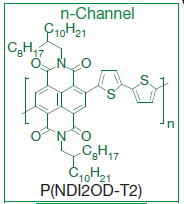 n-Channel
C10H21
C8H17
O N O
S
S
n
O N O
C8H17
C10H21
P(NDI2OD-T2)